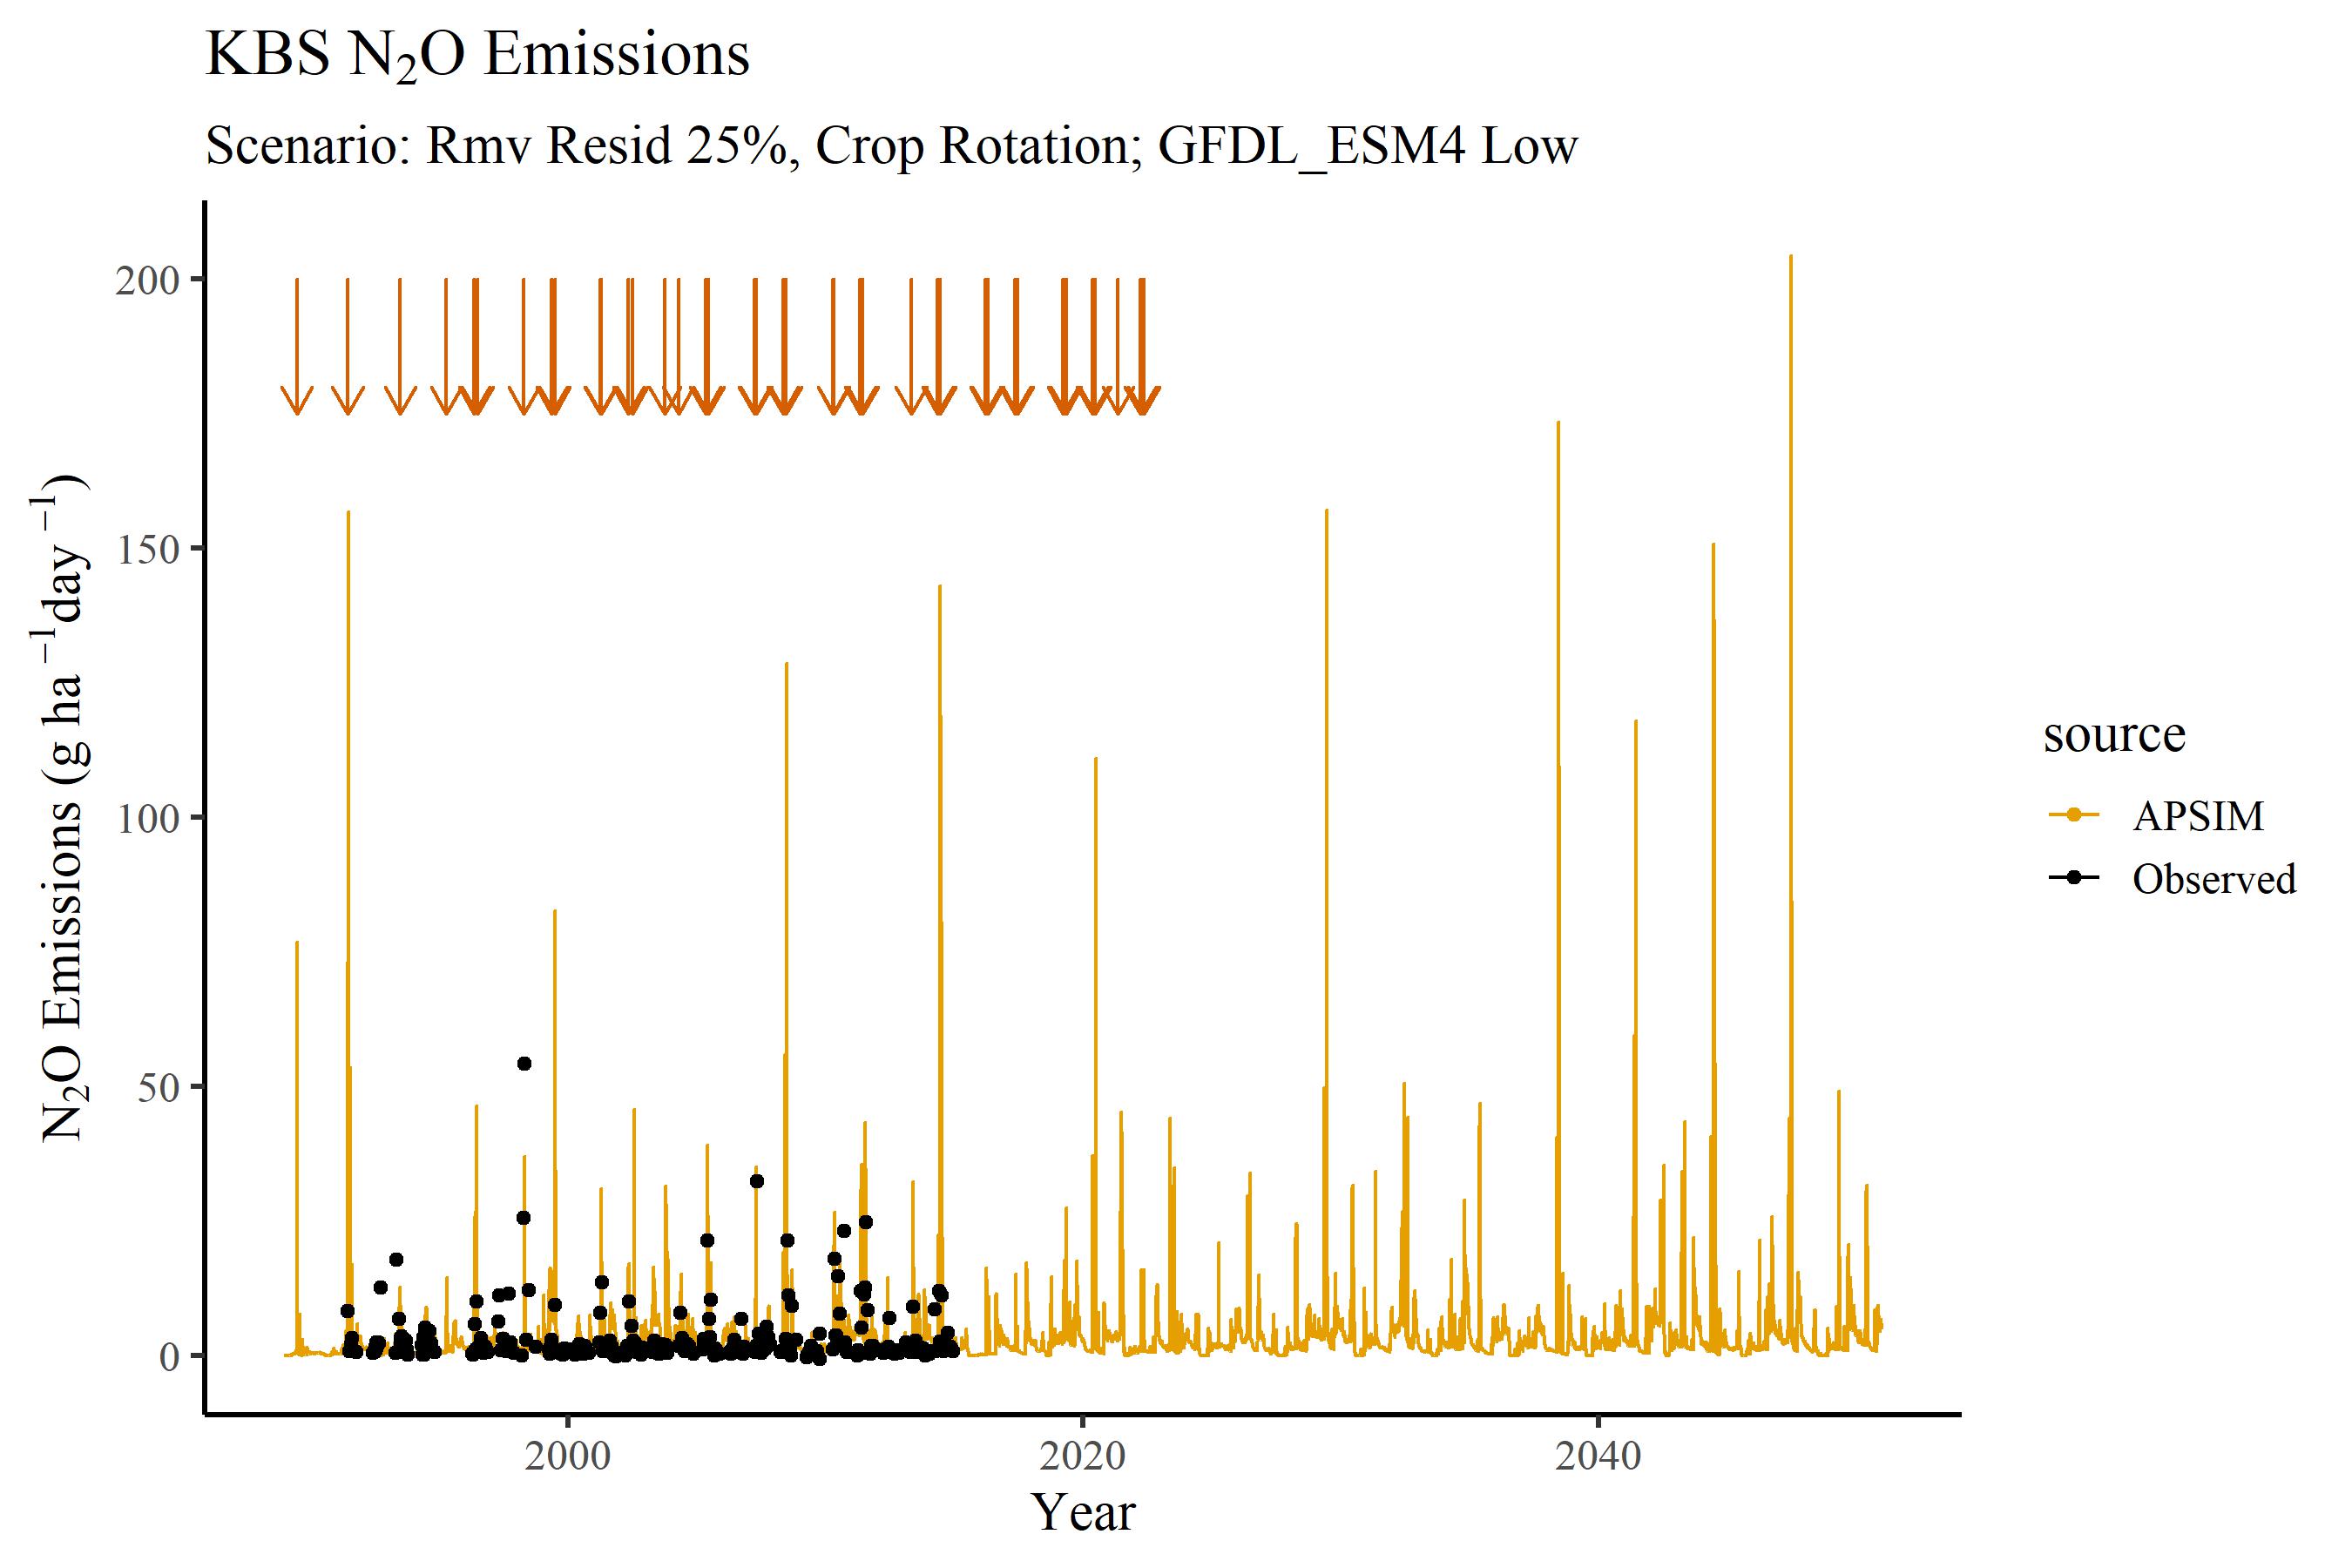 KBS N₂O Emissions
Scenario: Rmv Resid 25%, Crop Rotation; GFDL_ESM4 Low
N₂O Emissions (g ha⁻¹day⁻¹)
200
150
100
50
0
2000
2020
2040
Year
source
APSIM
Observed